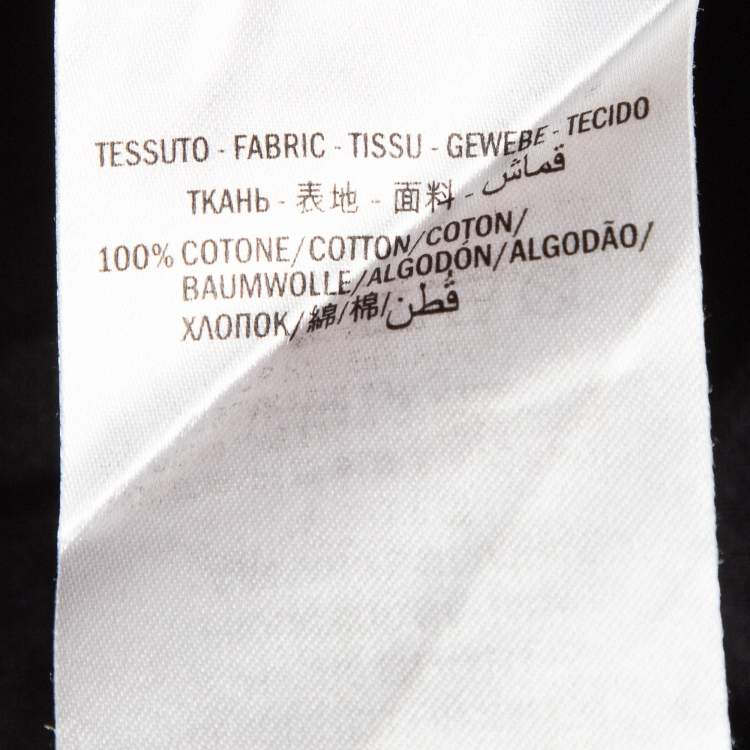 TESSUTO - FABRIC - TISSU - GEWEBE - TECIDO
ТКАНЬ - 表地 - 面料 - قماش
100% COTONE/COTTON/COTON/
BAUMWOLLE/ALGODÓN/ALGODÃO/
ХЛОПОК/綿/棉/قُطن